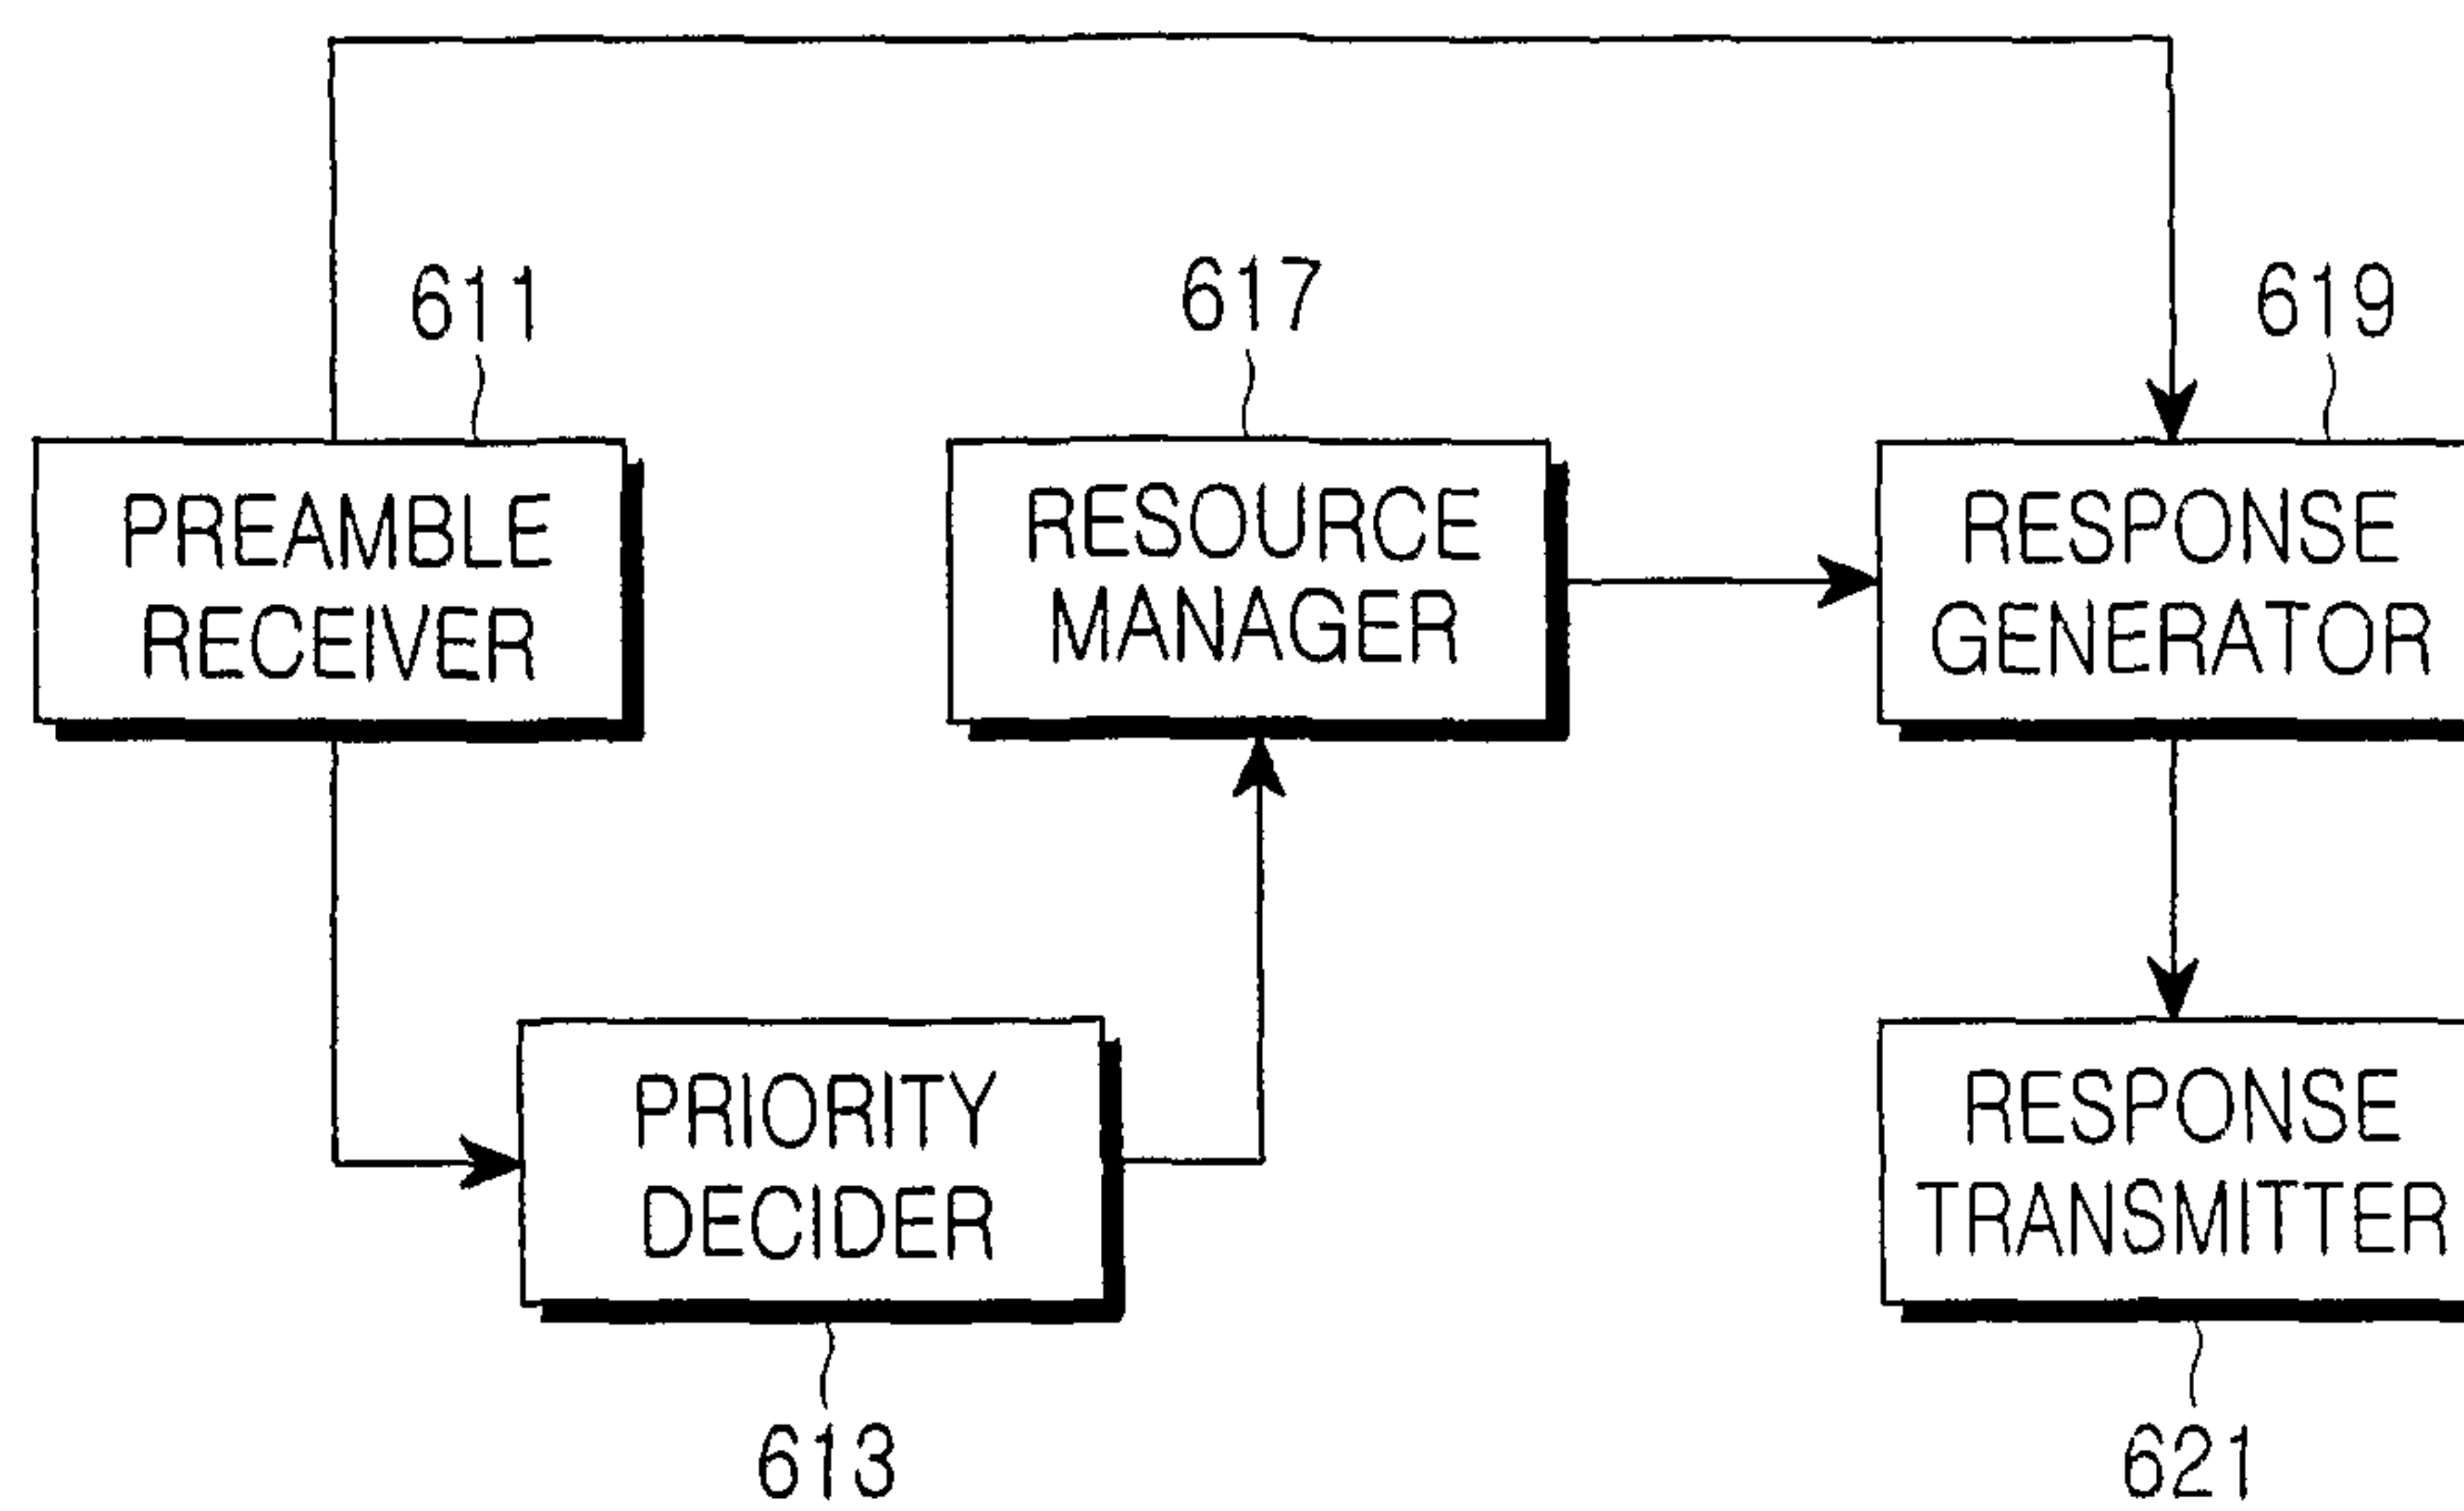 611
617
619
PREAMBLE
RECEIVER
RESOURCE
MANAGER
RESPONSE
GENERATOR
PRIORITY
DECIDER
RESPONSE
TRANSMITTER
613
621